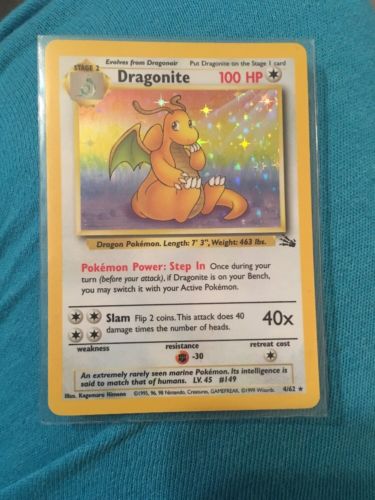 Evolves from Dragonair Put Dragonite on the Stage 1 card
STAGE 2
Dragonite 100 HP
Dragon Pokémon. Length: 7' 3", Weight: 463 lbs.
Pokémon Power: Step In Once during your
turn (before your attack), if Dragonite is on your Bench,
you may switch it with your Active Pokémon.
Slam Flip 2 coins. This attack does 40
damage times the number of heads.
40x
weakness resistance retreat cost
-30
An extremely rarely seen marine Pokémon. Its intelligence is
said to match that of humans. LV. 45 #149
Illus. Kagemaru Himeno ©1995, 96, 98 Nintendo, Creatures, GAMEFREAK. ©1999 Wizards. 4/62 ★